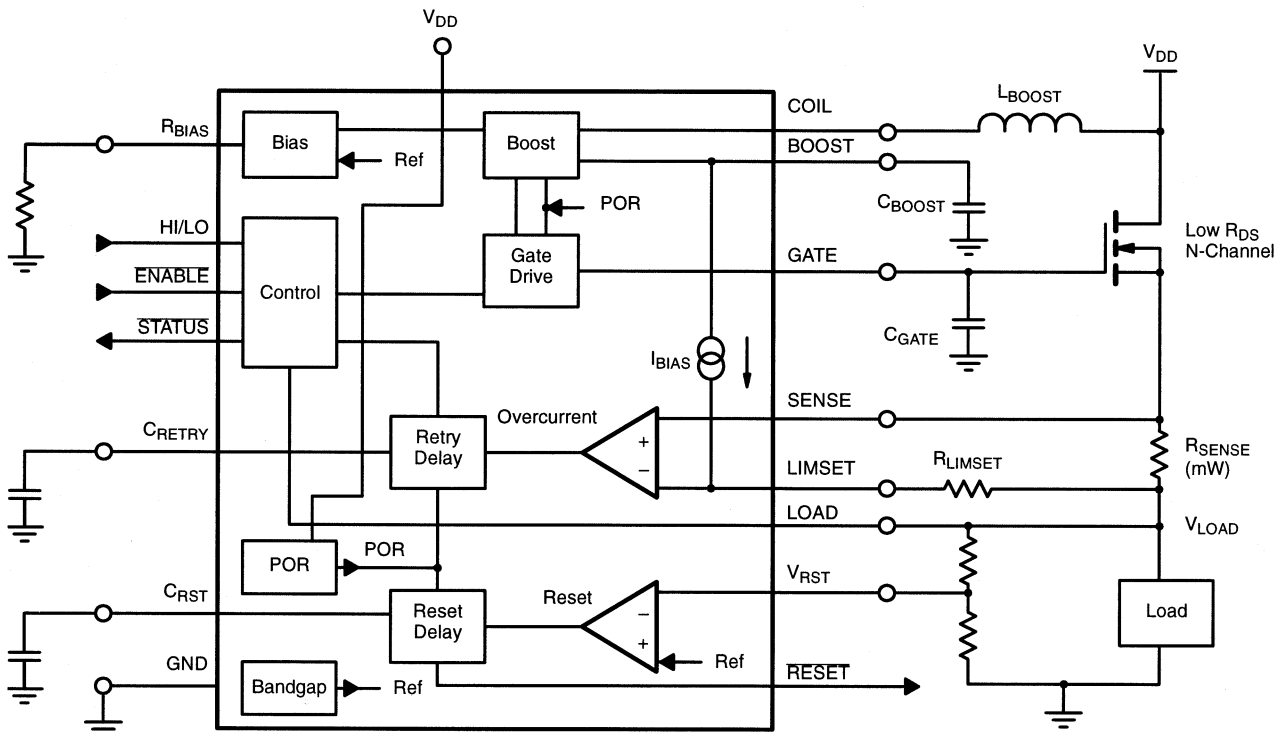 VDD
VDD
COIL
LBOOST
RBIAS
Bias
Ref
Boost
BOOST
POR
CBOOST
HI/LO
ENABLE
STATUS
Control
Gate
Drive
GATE
Low RDS
N-Channel
CGATE
IBIAS
SENSE
Overcurrent
+
−
CRETRY
Retry
Delay
LIMSET
RLIMSET
RSENSE
(mW)
LOAD
VLOAD
POR
POR
VRST
CRST
Reset
Delay
Reset
−
+
Ref
Load
GND
Bandgap
Ref
RESET